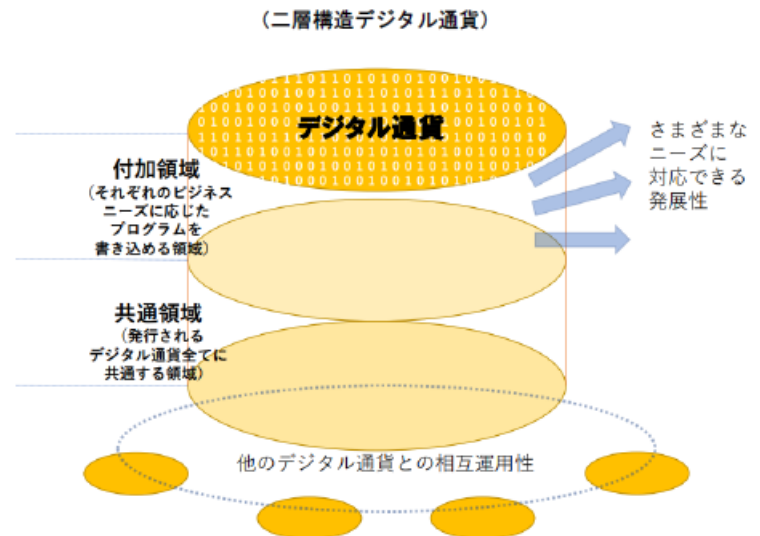 （二層構造デジタル通貨）
デジタル通貨
付加領域
（それぞれのビジネス
ニーズに応じた
プログラムを
書き込める領域）
さまざまな
ニーズに
対応できる
発展性
共通領域
（発行される
デジタル通貨全てに
共通する領域）
他のデジタル通貨との相互運用性